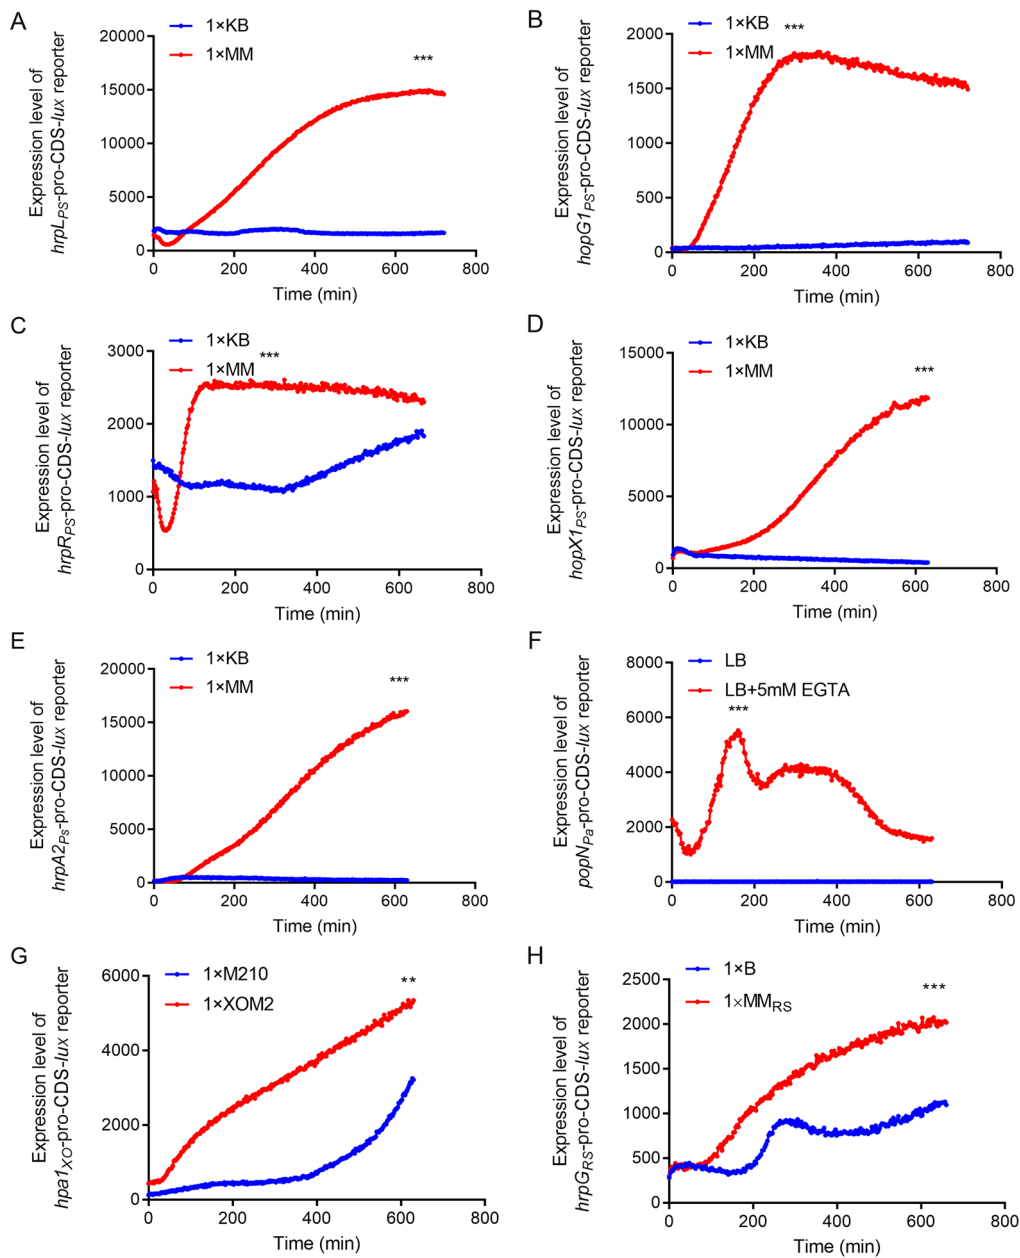 A
1×KB
1×MM
***
Expression level of
hrpL_PS-pro-CDS-lux reporter
20000
15000
10000
5000
0
0 200 400 600 800
Time (min)
B
1×KB
1×MM
***
Expression level of
hopG1_PS-pro-CDS-lux reporter
2000
1500
1000
500
0
0 200 400 600 800
Time (min)
C
1×KB
1×MM
***
Expression level of
hrpR_PS-pro-CDS-lux reporter
3000
2000
1000
0
0 200 400 600 800
Time (min)
D
1×KB
1×MM
***
Expression level of
hopX1_PS-pro-CDS-lux reporter
15000
10000
5000
0
0 200 400 600 800
Time (min)
E
1×KB
1×MM
***
Expression level of
hrpA2_Ps-pro-CDS-lux reporter
20000
15000
10000
5000
0
0 200 400 600 800
Time (min)
F
LB
LB+5mM EGTA
***
Expression level of
popN_Pa-pro-CDS-lux reporter
8000
6000
4000
2000
0
0 200 400 600 800
Time (min)
G
1×M210
1×XOM2
**
Expression level of
hpa1_XO-pro-CDS-lux reporter
6000
4000
2000
0
0 200 400 600 800
Time (min)
H
1×B
1×MM_RS
***
Expression level of
hrpG_RS-pro-CDS-lux reporter
2500
2000
1500
1000
500
0
0 200 400 600 800
Time (min)